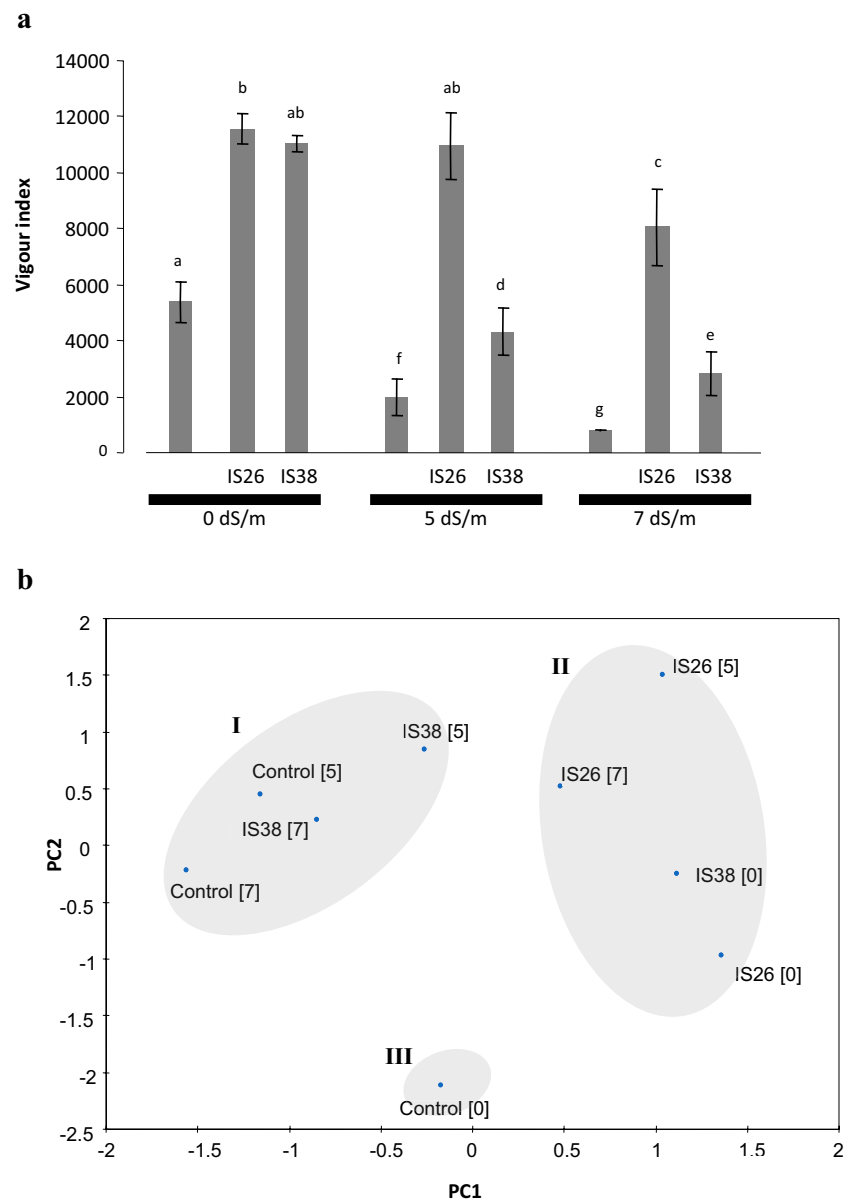 a
14000
12000
10000
8000
6000
4000
2000
0
Vigour index
a
b
ab
f
ab
d
g
c
e
IS26 IS38 IS26 IS38 IS26 IS38
0 dS/m 5 dS/m 7 dS/m
b
2
1.5
1
0.5
0
-0.5
-1
-1.5
-2
-2.5
PC2
I
II
III
IS26 [5]
IS38 [5]
Control [5]
IS26 [7]
IS38 [7]
Control [7]
IS38 [0]
IS26 [0]
Control [0]
-2 -1.5 -1 -0.5 0 0.5 1 1.5 2
PC1